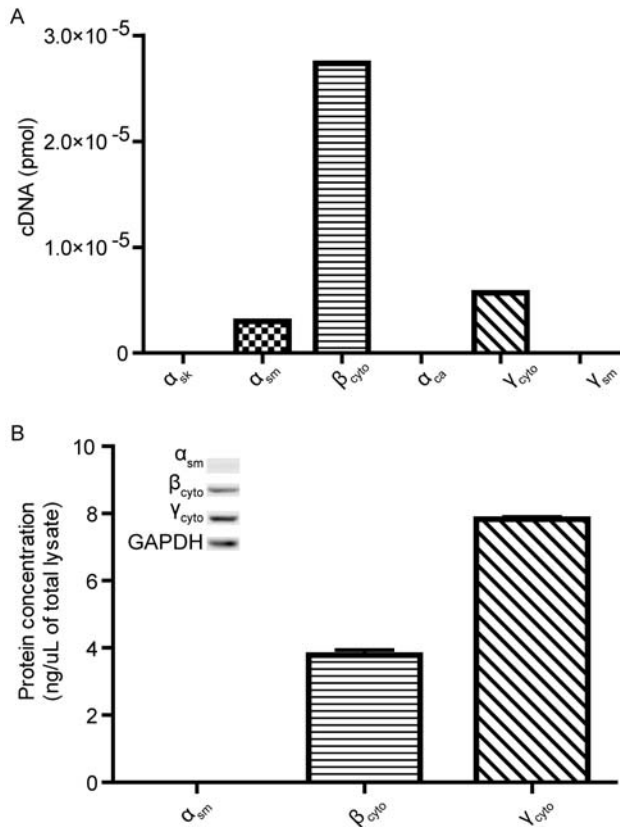 A
cDNA (pmol)
3.0×10 -5
2.0×10 -5
1.0×10 -5
0
αsk
αsm
βcyto
αca
γcyto
γsm
B
Protein concentration
(ng/uL of total lysate)
10
8
6
4
2
0
αsm
βcyto
γcyto
GAPDH
αsm
βcyto
γcyto